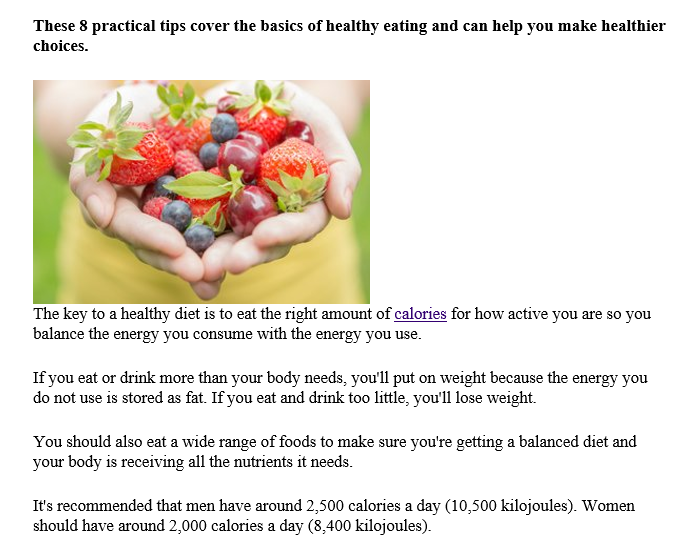 These 8 practical tips cover the basics of healthy eating and can help you make healthier
choices.
The key to a healthy diet is to eat the right amount of calories for how active you are so you
balance the energy you consume with the energy you use.
If you eat or drink more than your body needs, you'll put on weight because the energy you
do not use is stored as fat. If you eat and drink too little, you'll lose weight.
You should also eat a wide range of foods to make sure you're getting a balanced diet and
your body is receiving all the nutrients it needs.
It's recommended that men have around 2,500 calories a day (10,500 kilojoules). Women
should have around 2,000 calories a day (8,400 kilojoules).